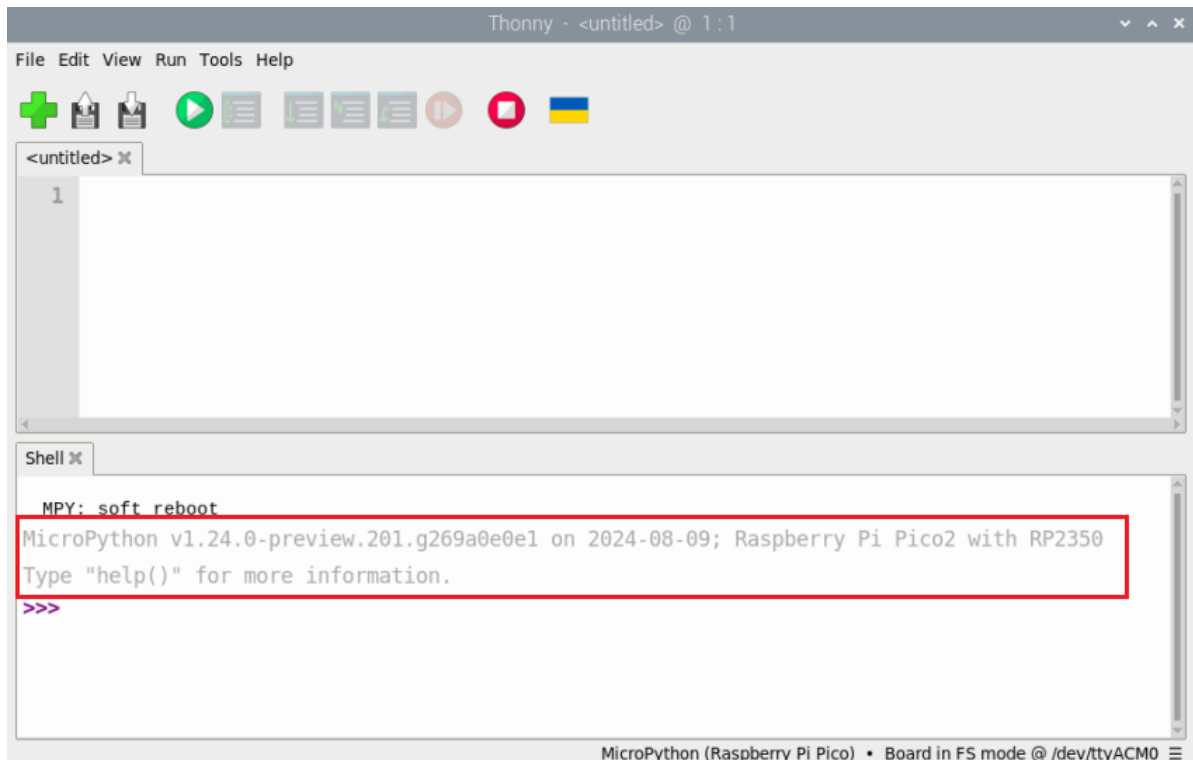 Thonny - <untitled> @ 1:1
File Edit View Run Tools Help
<untitled>
1
Shell
MPY: soft reboot
MicroPython v1.24.0-preview.201.g269a0e0e1 on 2024-08-09; Raspberry Pi Pico2 with RP2350
Type "help()" for more information.
>>>
MicroPython (Raspberry Pi Pico) • Board in FS mode @ /dev/ttyACM0 ☰